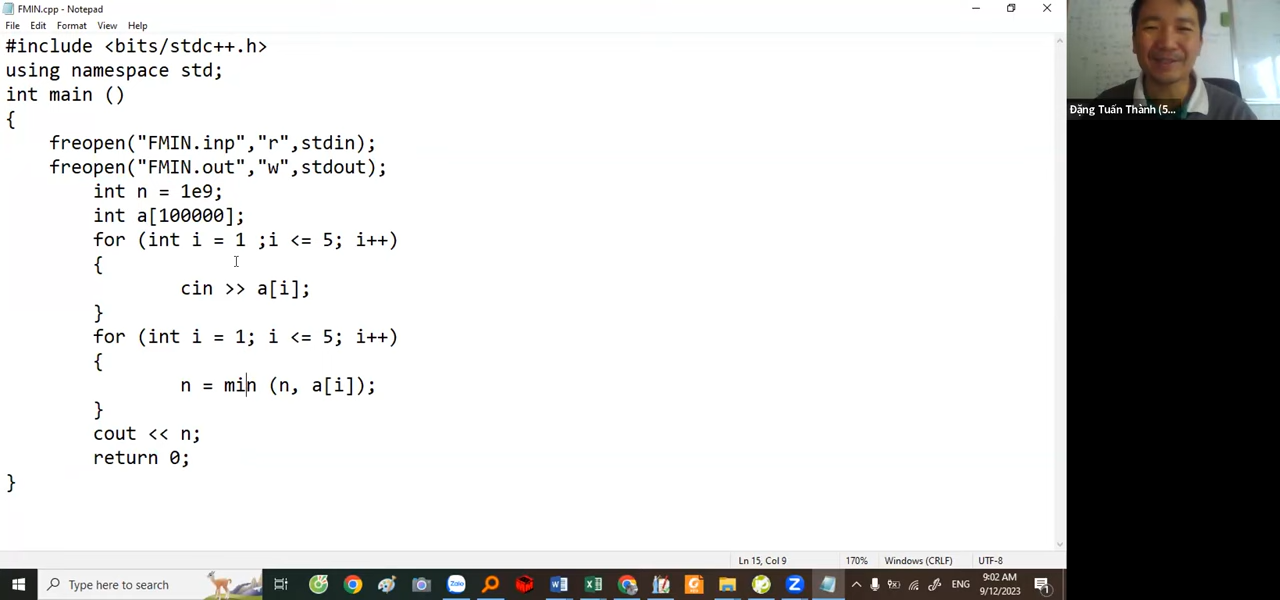 FMIN.cpp - Notepad
File Edit Format View Help
#include <bits/stdc++.h>
using namespace std;
int main ()
{
freopen("FMIN.inp","r",stdin);
freopen("FMIN.out","w",stdout);
int n = 1e9;
int a[100000];
for (int i = 1 ;i <= 5; i++)
{
cin >> a[i];
}
for (int i = 1; i <= 5; i++)
{
n = min (n, a[i]);
}
cout << n;
return 0;
}
Đặng Tuấn Thành (5...
Ln 15, Col 9 170% Windows (CRLF) UTF-8
Type here to search
Zalo
ENG
9:02 AM
9/12/2023
1